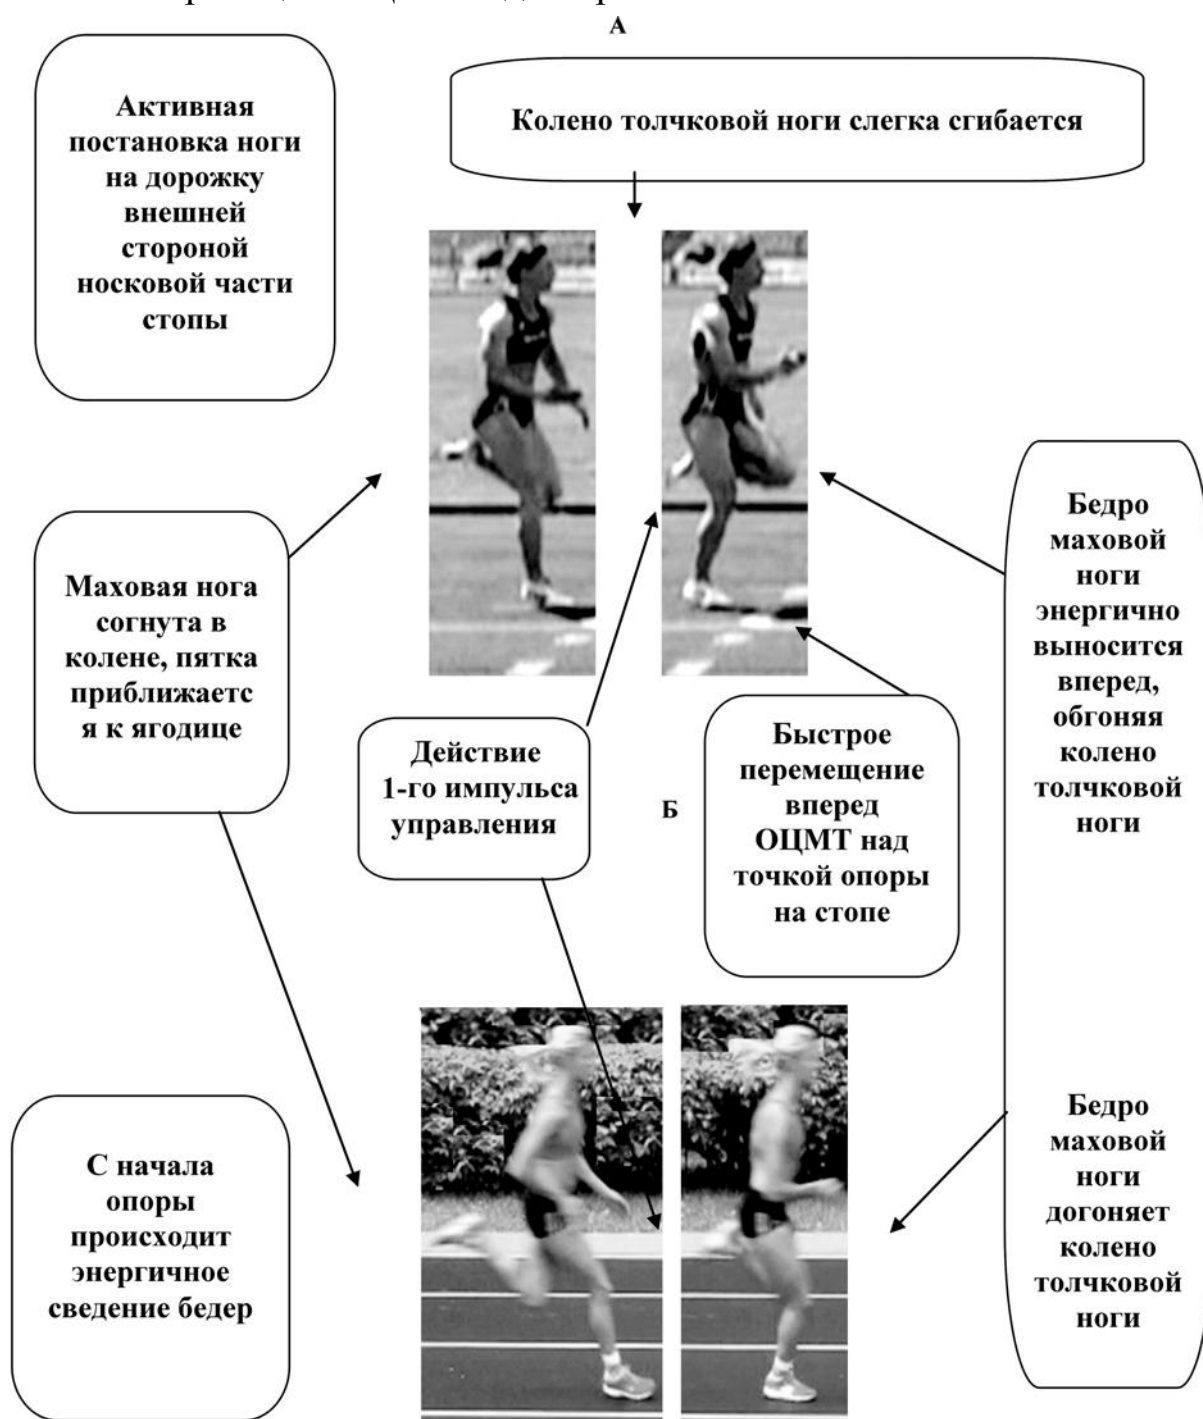 А
Активная
постановка ноги
на дорожку
внешней
стороной
носковой части
стопы
Колено толчковой ноги слегка сгибается
Маховая нога
согнута в
колене, пятка
приближаетс
я к ягодице
Действие
1-го импульса
управления
Б
Быстрое
перемещение
вперед
ОЦМТ над
точкой опоры
на стопе
Бедро
маховой
ноги
энергично
выносится
вперед,
обгоняя
колено
толчковой
ноги
С начала
опоры
происходит
энергичное
сведение бедер
Бедро
маховой
ноги
догоняет
колено
толчковой
ноги